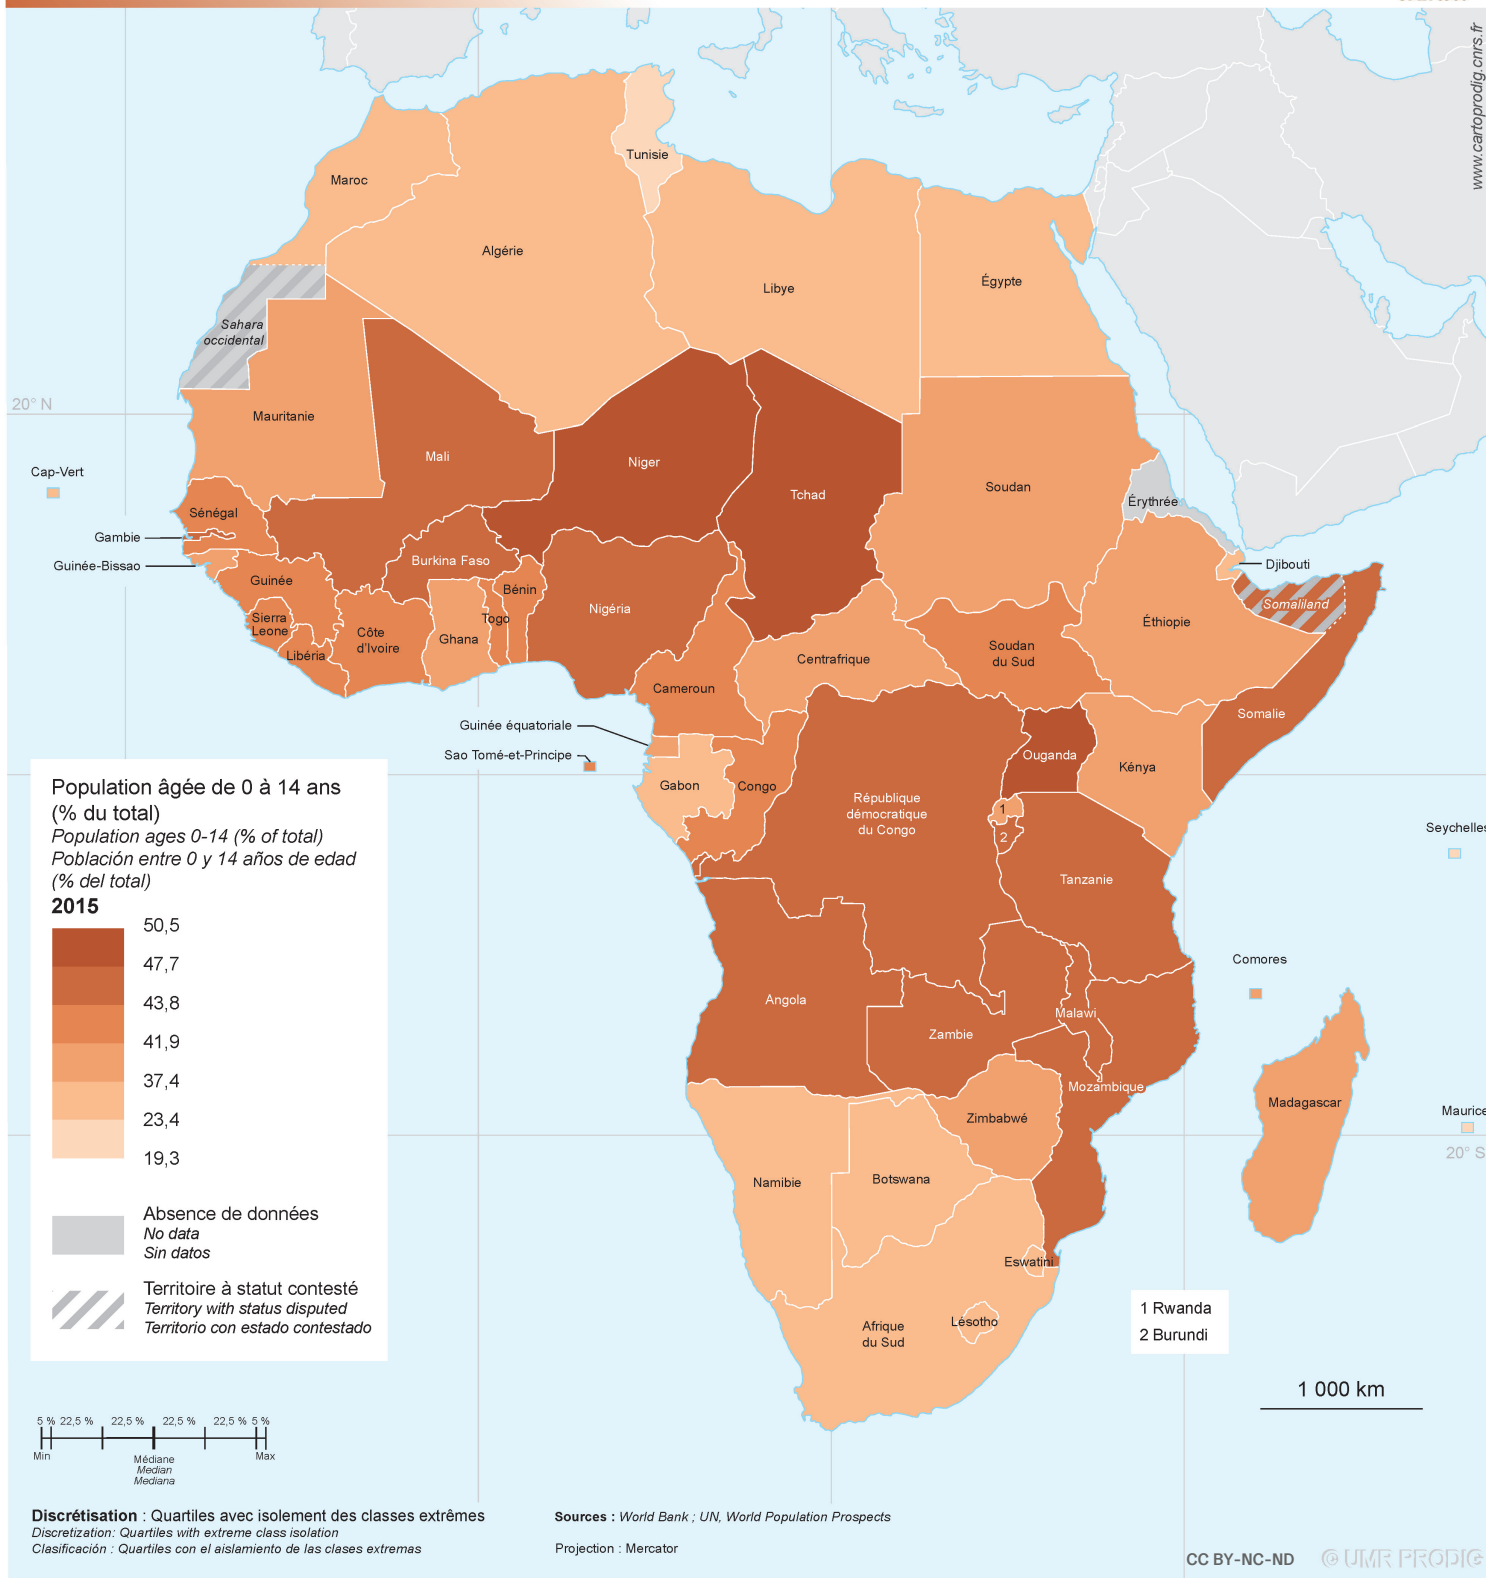 www.cartoprodig.cnrs.fr
Tunisie
Maroc
Algérie
Libye
Égypte
Sahara
occidental
20° N
Mauritanie
Mali
Niger
Tchad
Soudan
Érythrée
Cap-Vert
Sénégal
Gambie
Guinée-Bissao
Guinée
Sierra
Leone
Libéria
Côte
d'Ivoire
Burkina Faso
Ghana
Togo
Bénin
Nigéria
Cameroun
Centrafrique
Soudan
du Sud
Éthiopie
Djibouti
Somaliland
Somalie
Guinée équatoriale
Sao Tomé-et-Principe
Gabon
Congo
République
démocratique
du Congo
Ouganda
Kénya
1
2
Tanzanie
Seychelles
Comores
Angola
Zambie
Malawi
Mozambique
Madagascar
Maurice
20° S
Zimbabwé
Namibie
Botswana
Eswatini
Lésotho
Afrique
du Sud
Population âgée de 0 à 14 ans
(% du total)
Population ages 0-14 (% of total)
Población entre 0 y 14 años de edad
(% del total)
2015
50,5
47,7
43,8
41,9
37,4
23,4
19,3
Absence de données
No data
Sin datos
Territoire à statut contesté
Territory with status disputed
Territorio con estado contestado
1 Rwanda
2 Burundi
1 000 km
5 % 22,5 % 22,5 % 22,5 % 22,5 % 5 %
Min Médiane Max
Median
Mediana
Discrétisation : Quartiles avec isolement des classes extrêmes
Discretization: Quartiles with extreme class isolation
Clasificación : Quartiles con el aislamiento de las clases extremas
Sources : World Bank ; UN, World Population Prospects
Projection : Mercator
CC BY-NC-ND © UMR PRODIG